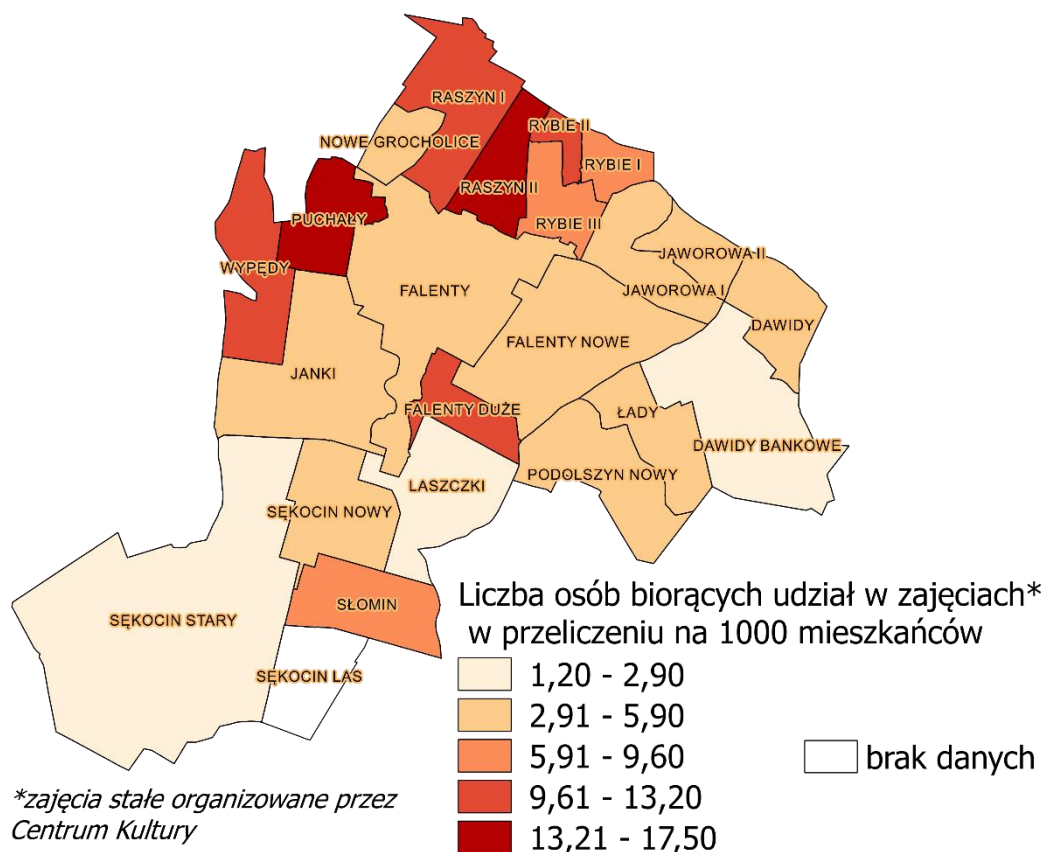 RASZYN I
RYBIE II
NOWE GROCHOLICE
RYBIE I
RASZYN II
PUCHAŁY
RYBIE III
JAWOROWA II
WYPĘDY
FALENTY
JAWOROWA I
DAWIDY
FALENTY NOWE
JANKI
FALENTY DUŻE
ŁADY
DAWIDY BANKOWE
PODOLSZYN NOWY
LASZCZKI
SĘKOCIN NOWY
SŁOMIN
SĘKOCIN STARY
SĘKOCIN LAS
Liczba osób biorących udział w zajęciach*
w przeliczeniu na 1000 mieszkańców
1,20 - 2,90
2,91 - 5,90
5,91 - 9,60
9,61 - 13,20
13,21 - 17,50
brak danych
*zajęcia stałe organizowane przez
Centrum Kultury